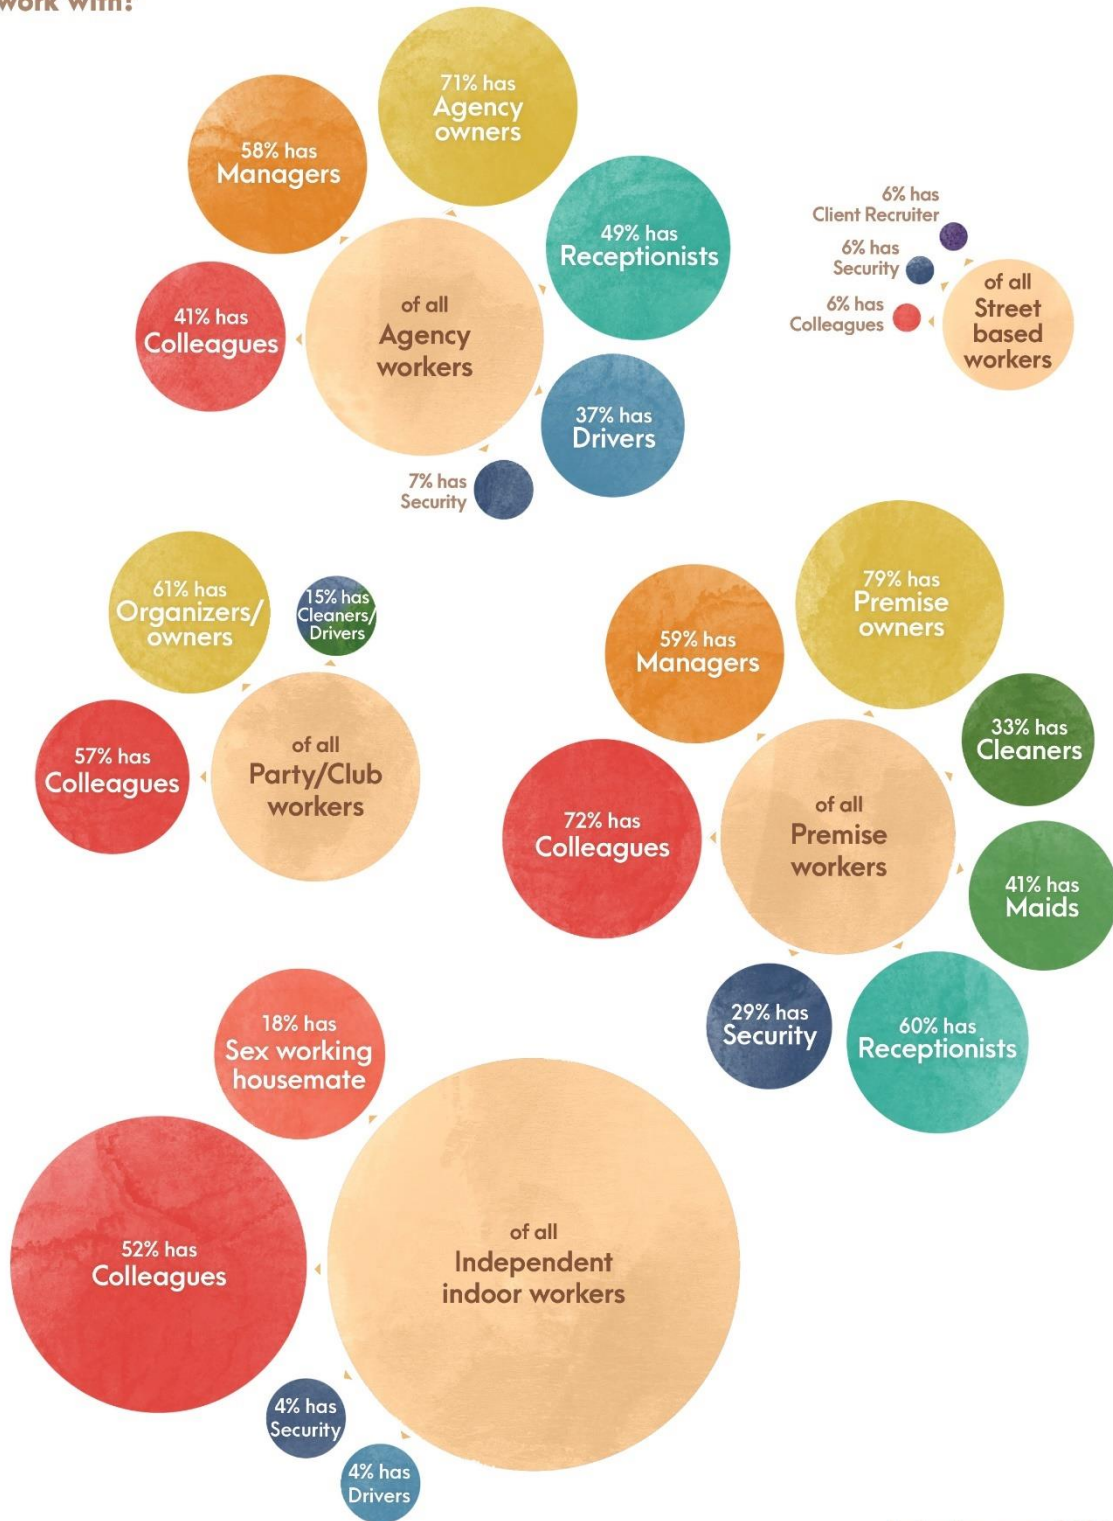 work with?
71% has
Agency
owners
58% has
Managers
49% has
Receptionists
41% has
Colleagues
of all
Agency
workers
37% has
Drivers
7% has
Security
6% has
Client Recruiter
6% has
Security
6% has
Colleagues
of all
Street
based
workers
61% has
Organizers/
owners
15% has
Cleaners/
Drivers
57% has
Colleagues
of all
Party/Club
workers
79% has
Premise
owners
59% has
Managers
33% has
Cleaners
72% has
Colleagues
of all
Premise
workers
41% has
Maids
29% has
Security
60% has
Receptionists
18% has
Sex working
housemate
52% has
Colleagues
of all
Independent
indoor workers
4% has
Security
4% has
Drivers